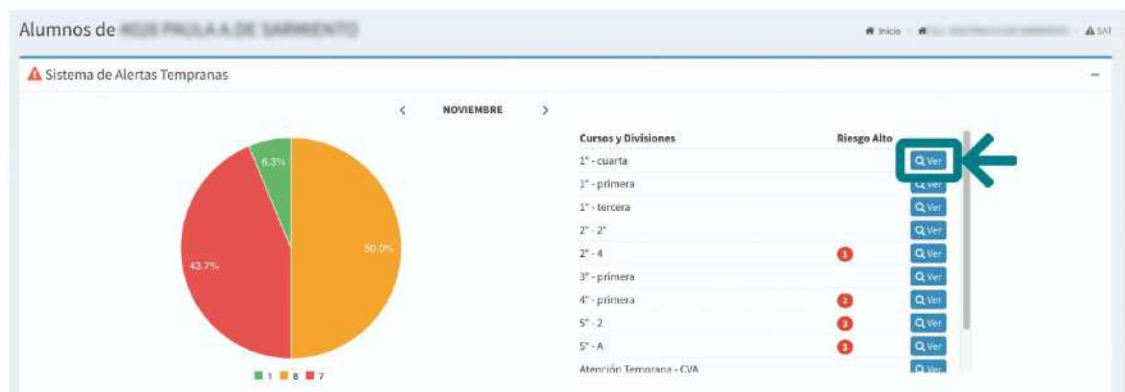 Alumnos de
Inicio
SAT
Sistema de Alertas Tempranas
NOVIEMBRE
6.3%
50.0%
43.7%
1 8 7
Cursos y Divisiones Riesgo Alto
1° - cuarta Ver
1° - primera Ver
1° - tercera Ver
2° - 2° Ver
2° - 4 1 Ver
3° - primera Ver
4° - primera 2 Ver
5° - 2 3 Ver
5° - A Ver
Atención Temprana - CVA Ver